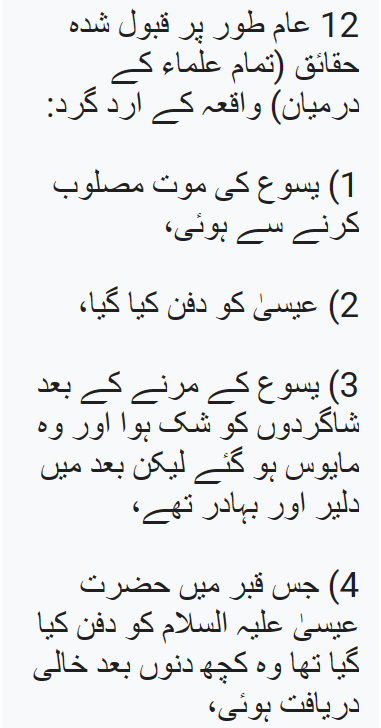 12 عام طور پر قبول شدہ
حقائق (تمام علماء کے
درمیان) واقعہ کے ارد گرد:
1) یسوع کی موت مصلوب
کرنے سے ہوئی،
2) عیسیٰ کو دفن کیا گیا،
3) یسوع کے مرنے کے بعد
شاگردوں کو شک ہوا اور وہ
مایوس ہو گئے لیکن بعد میں
دلیر اور بہادر تھے،
4) جس قبر میں حضرت
عیسیٰ علیہ السلام کو دفن کیا
گیا تھا وہ کچھ دنوں بعد خالی
دریافت ہوئی،